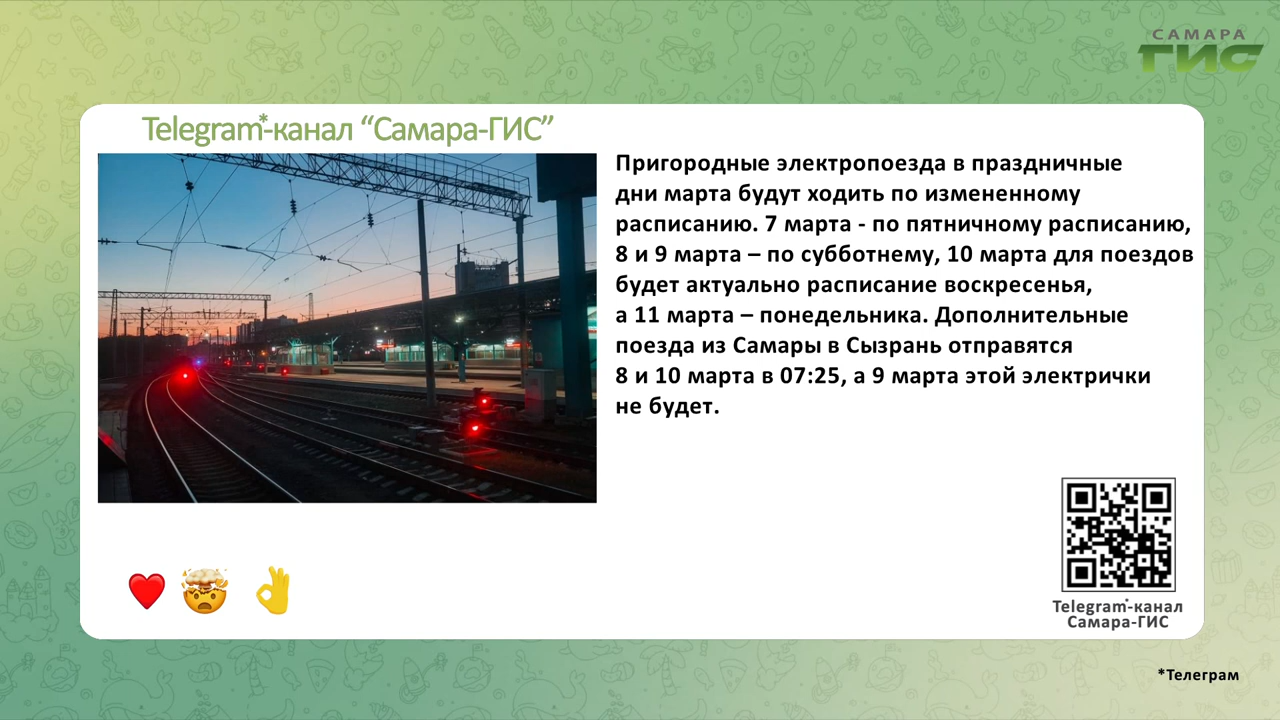 САМАРА
ГИС
Telegram*-канал “Самара-ГИС”
Пригородные электропоезда в праздничные
дни марта будут ходить по измененному
расписанию. 7 марта - по пятничному расписанию,
8 и 9 марта – по субботнему, 10 марта для поездов
будет актуально расписание воскресенья,
а 11 марта – понедельника. Дополнительные
поезда из Самары в Сызрань отправятся
8 и 10 марта в 07:25, а 9 марта этой электрички
не будет.
Telegram*-канал
Самара-ГИС
*Телеграм